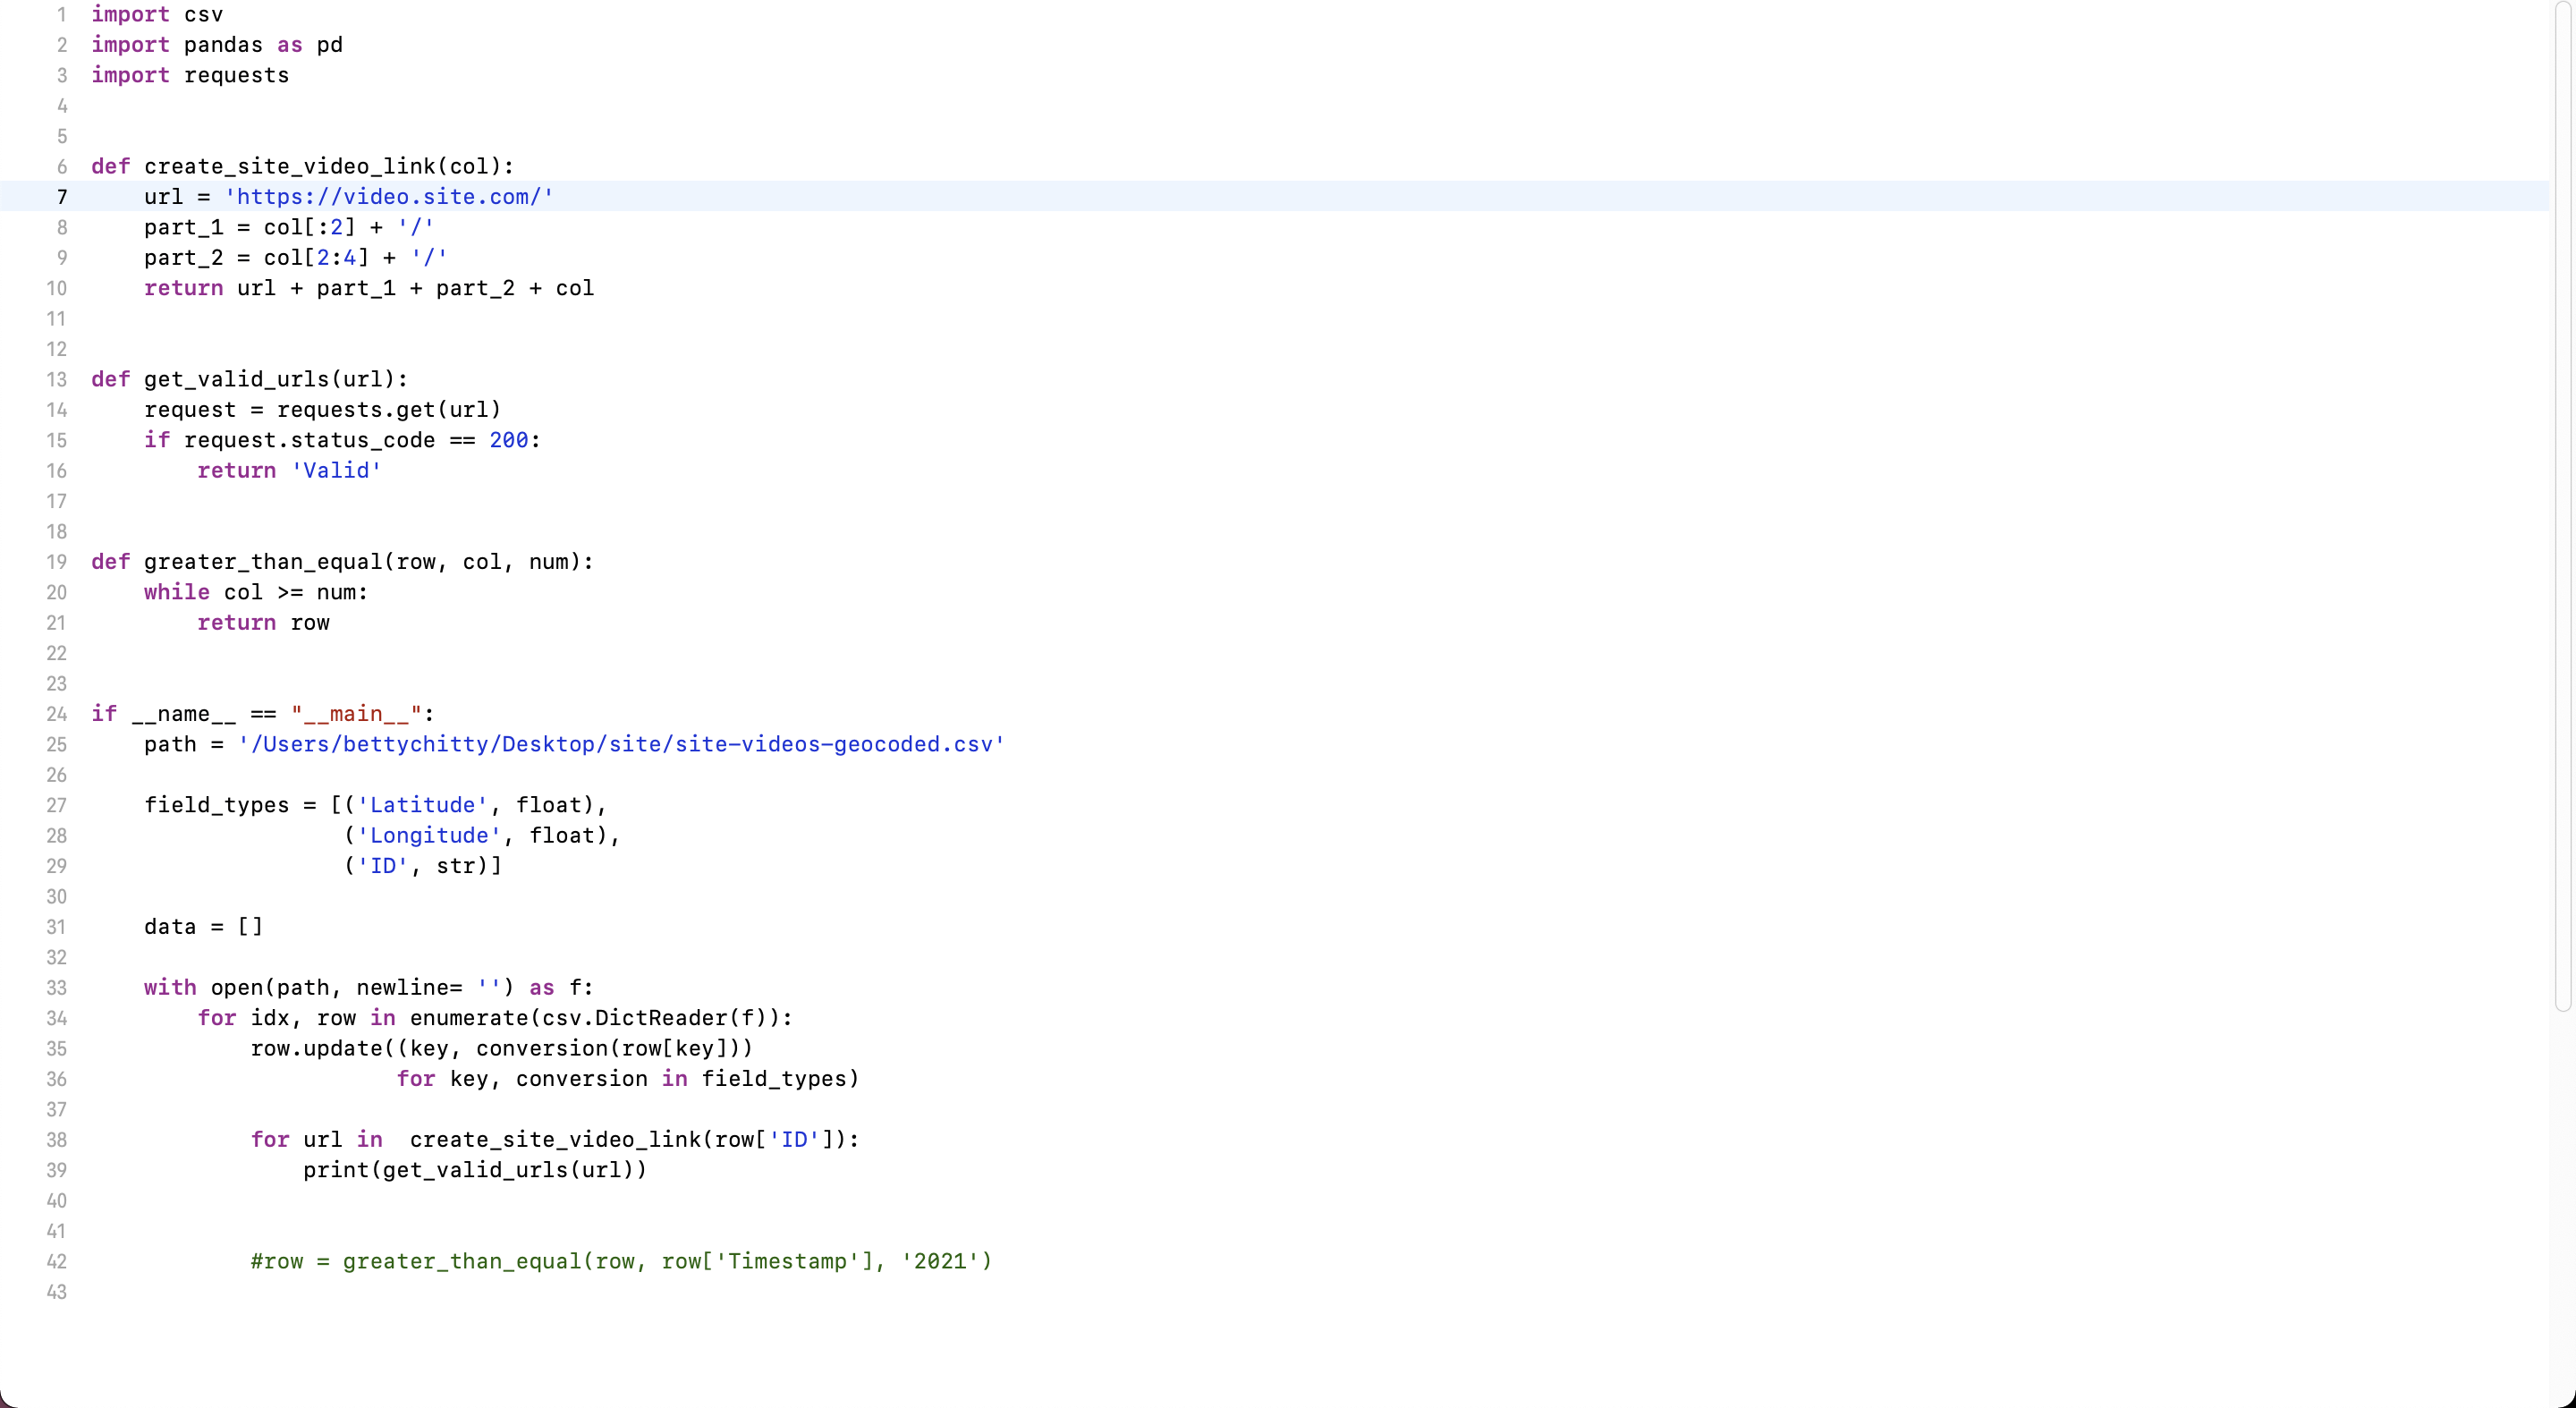 1 import csv
2 import pandas as pd
3 import requests
4
5
6 def create_site_video_link(col):
7     url = 'https://video.site.com/'
8     part_1 = col[:2] + '/'
9     part_2 = col[2:4] + '/'
10     return url + part_1 + part_2 + col
11
12
13 def get_valid_urls(url):
14     request = requests.get(url)
15     if request.status_code == 200:
16         return 'Valid'
17
18
19 def greater_than_equal(row, col, num):
20     while col >= num:
21         return row
22
23
24 if __name__ == "__main__":
25     path = '/Users/bettychitty/Desktop/site/site-videos-geocoded.csv'
26
27     field_types = [('Latitude', float),
28                    ('Longitude', float),
29                    ('ID', str)]
30
31     data = []
32
33     with open(path, newline= '') as f:
34         for idx, row in enumerate(csv.DictReader(f)):
35             row.update((key, conversion(row[key]))
36                        for key, conversion in field_types)
37
38             for url in  create_site_video_link(row['ID']):
39                 print(get_valid_urls(url))
40
41
42             #row = greater_than_equal(row, row['Timestamp'], '2021')
43